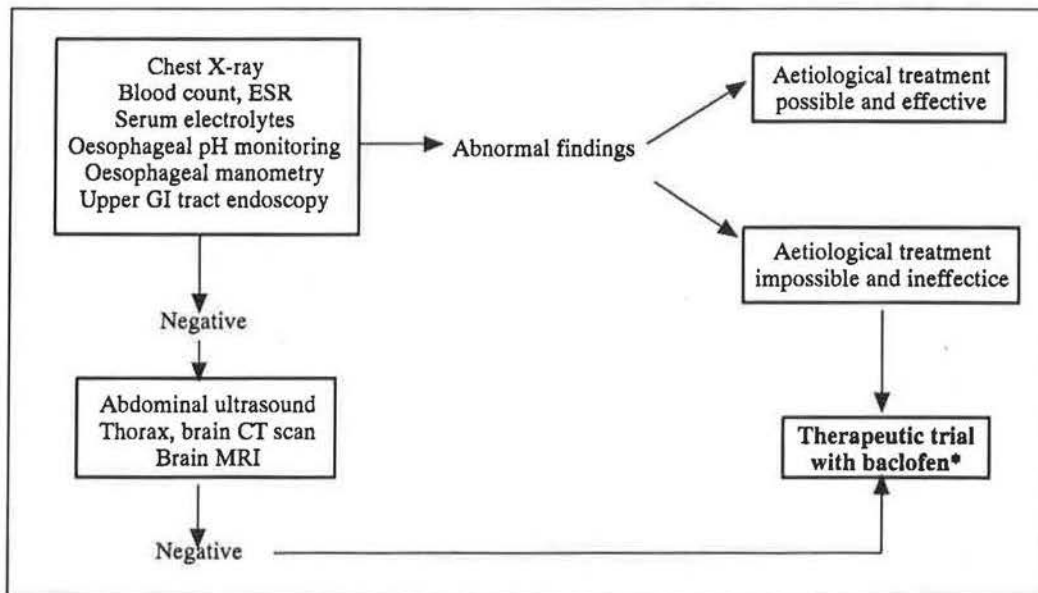 Chest X-ray
Blood count, ESR
Serum electrolytes
Oesophageal pH monitoring
Oesophageal manometry
Upper GI tract endoscopy
Abnormal findings
Aetiological treatment
possible and effective
Aetiological treatment
impossible and ineffectice
Negative
Abdominal ultrasound
Thorax, brain CT scan
Brain MRI
Therapeutic trial
with baclofen*
Negative